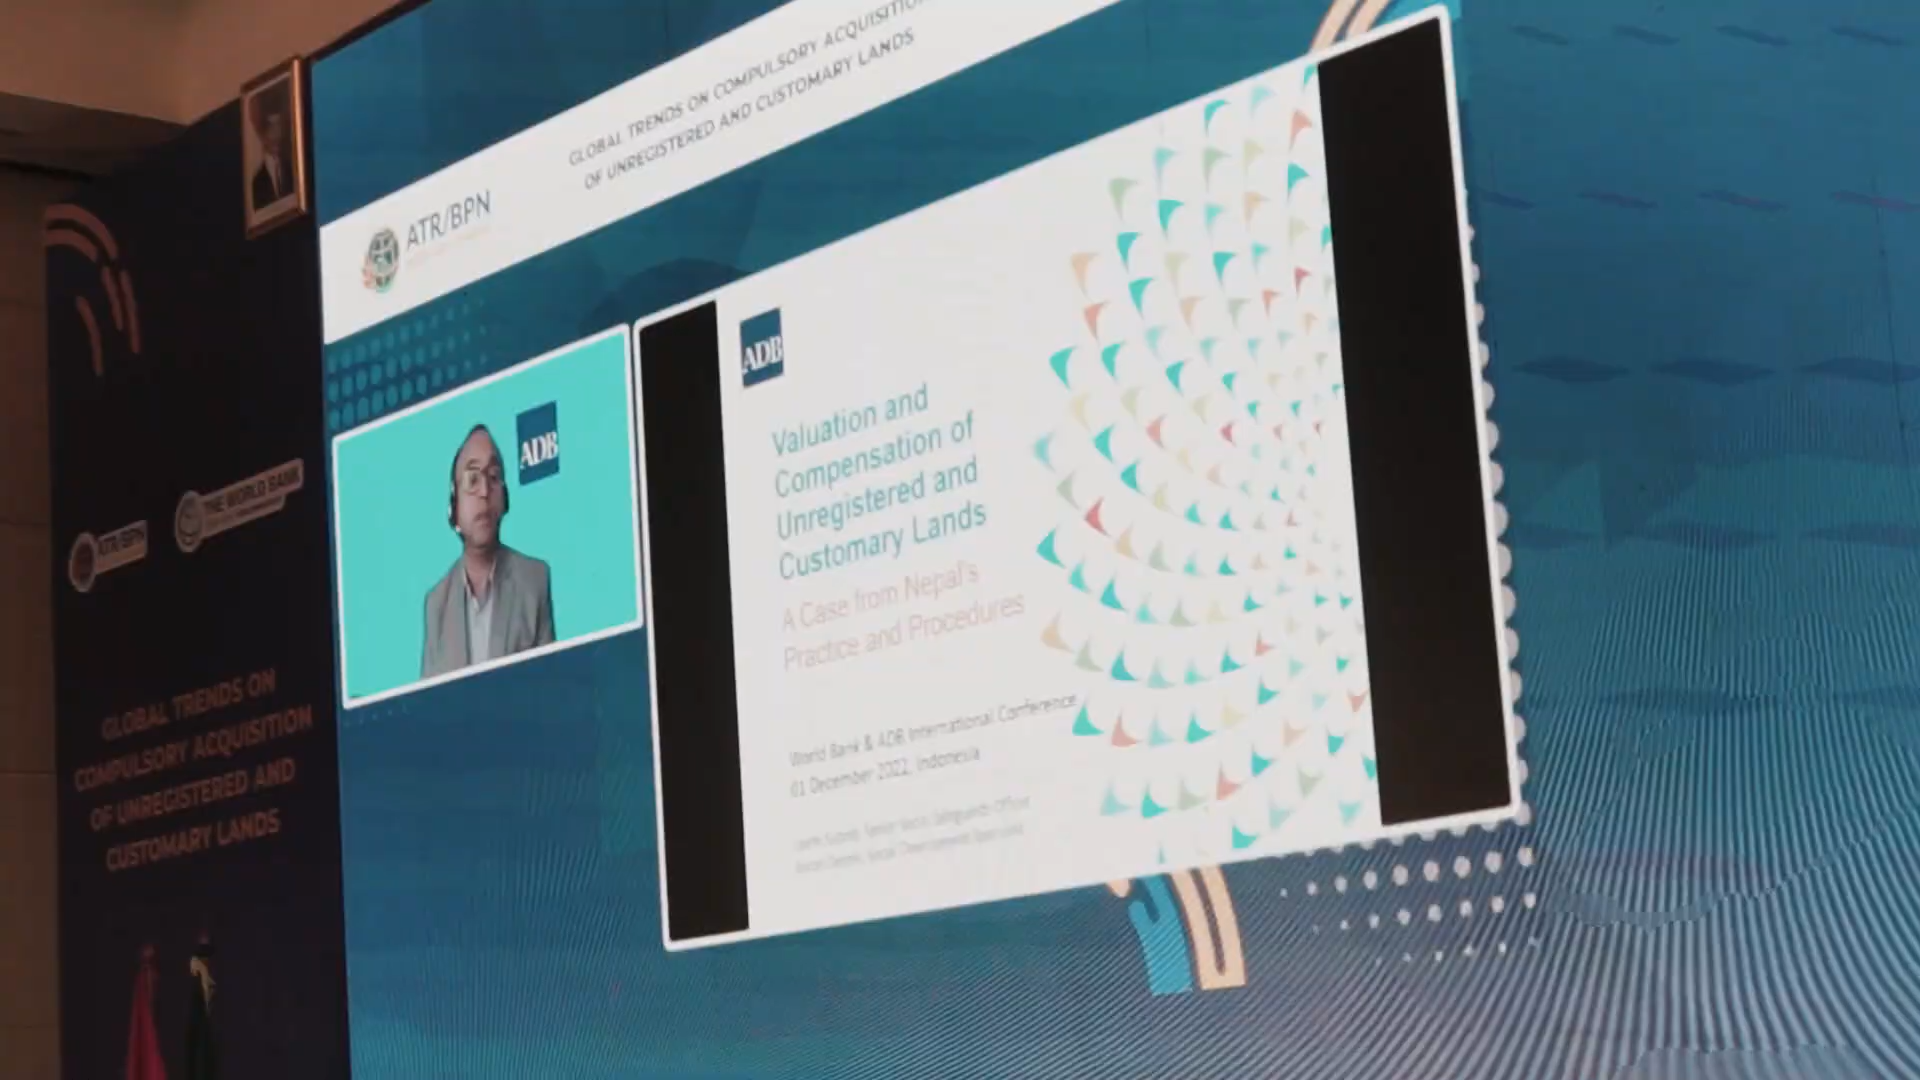 GLOBAL TRENDS ON COMPULSORY ACQUISITION
OF UNREGISTERED AND CUSTOMARY LANDS
ATR/BPN
ADB
ADB
Valuation and
Compensation of
Unregistered and
Customary Lands
A Case from Nepal's
Practice and Procedures
World Bank & ADB International Conference
01 December 2022, Indonesia
ATR/BPN
THE WORLD BANK
GLOBAL TRENDS ON
COMPULSORY ACQUISITION
OF UNREGISTERED AND
CUSTOMARY LANDS